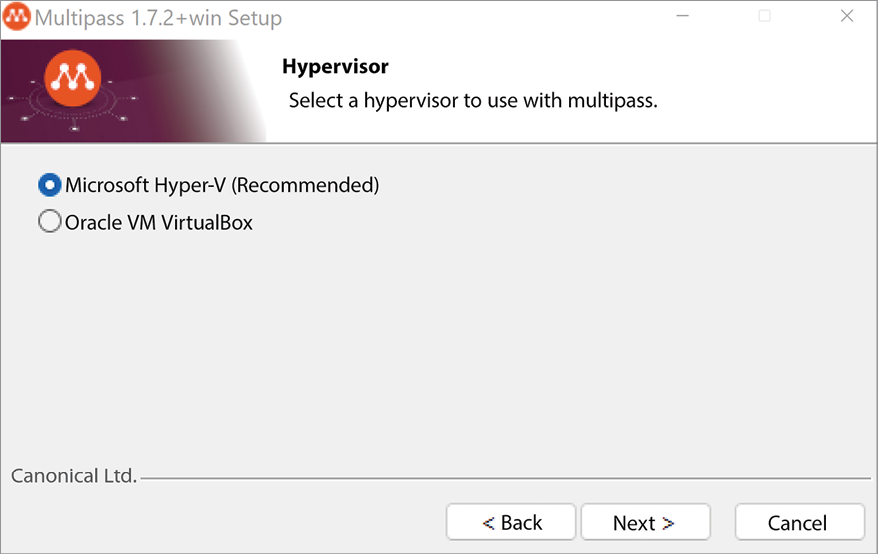 Multipass 1.7.2+win Setup
Hypervisor
Select a hypervisor to use with multipass.
Microsoft Hyper-V (Recommended)
Oracle VM VirtualBox
Canonical Ltd.
< Back
Next >
Cancel